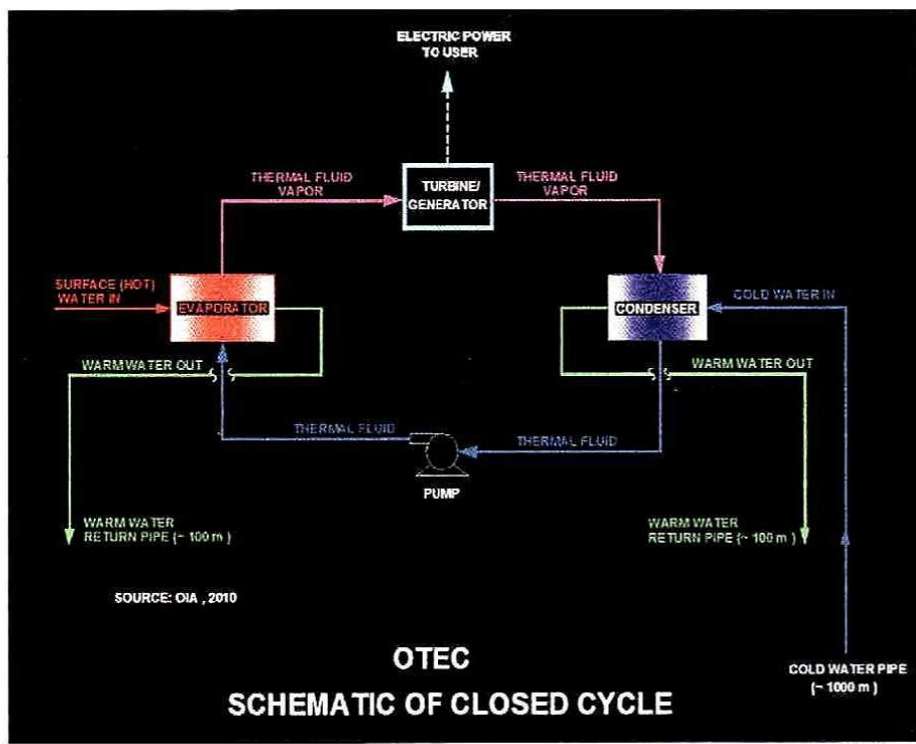 ELECTRIC POWER
TO USER
THERMAL FLUID
VAPOR
TURBINE/
GENERATOR
THERMAL FLUID
VAPOR
SURFACE (HOT)
WATER IN
EVAPORATOR
CONDENSER
COLD WATER IN
WARM WATER OUT
WARM WATER OUT
THERMAL FLUID
THERMAL FLUID
PUMP
WARM WATER
RETURN PIPE (~ 100 m)
WARM WATER
RETURN PIPE (~ 100 m)
SOURCE: OIA , 2010
COLD WATER PIPE
(~ 1000 m)
OTEC
SCHEMATIC OF CLOSED CYCLE